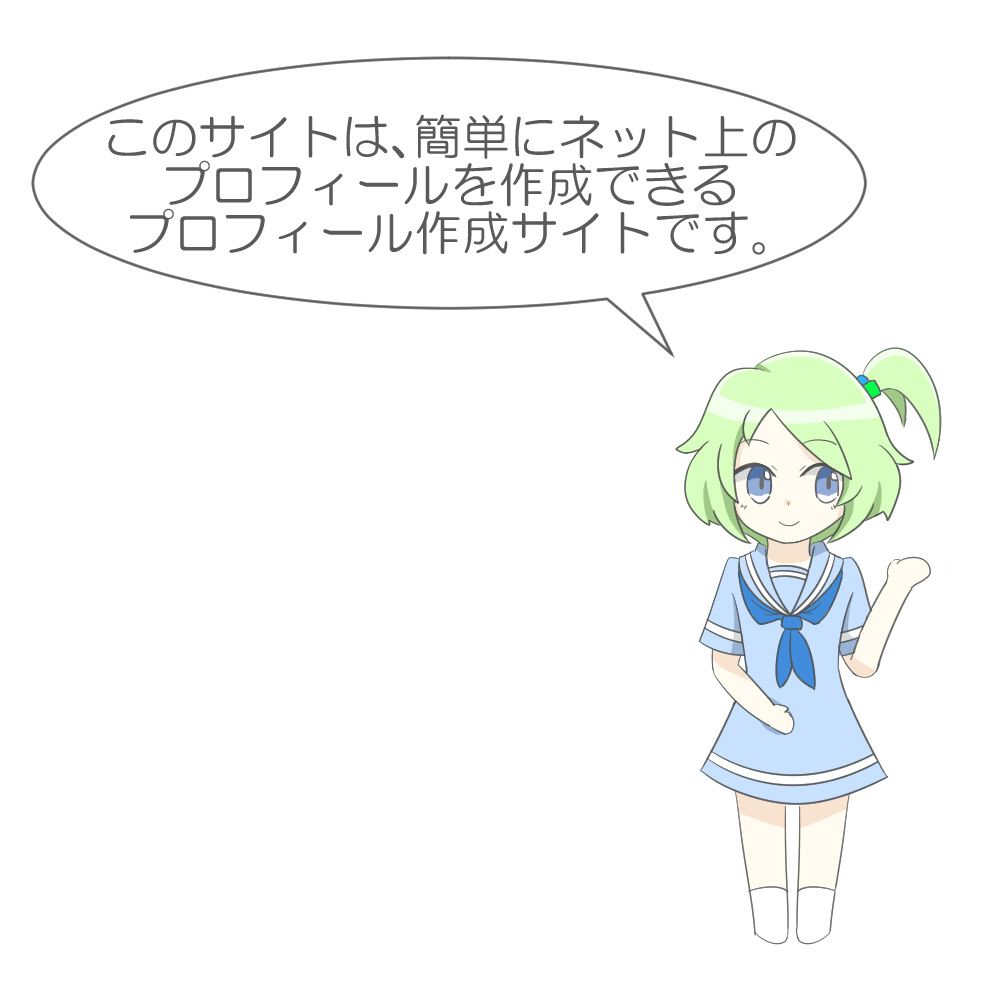 このサイトは、簡単にネット上の
プロフィールを作成できる
プロフィール作成サイトです。